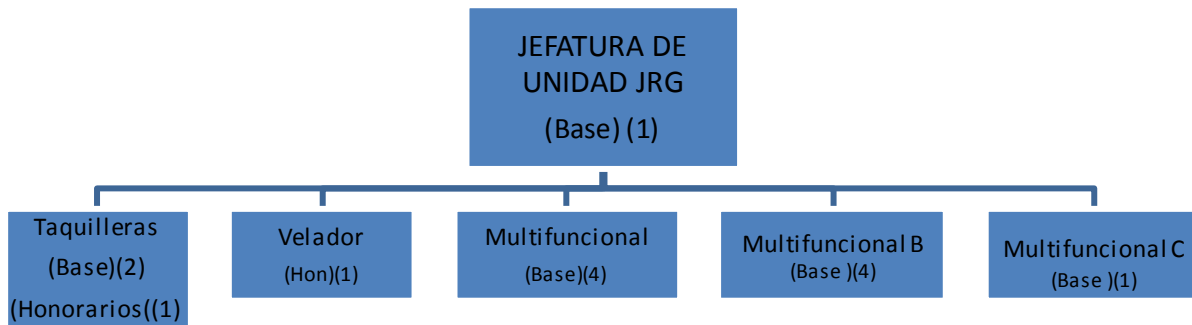 JEFATURA DE
UNIDAD JRG
(Base) (1)
Taquilleras
(Base)(2)
(Honorarios((1)
Velador
(Hon)(1)
Multifuncional
(Base)(4)
Multifuncional B
(Base )(4)
Multifuncional C
(Base )(1)